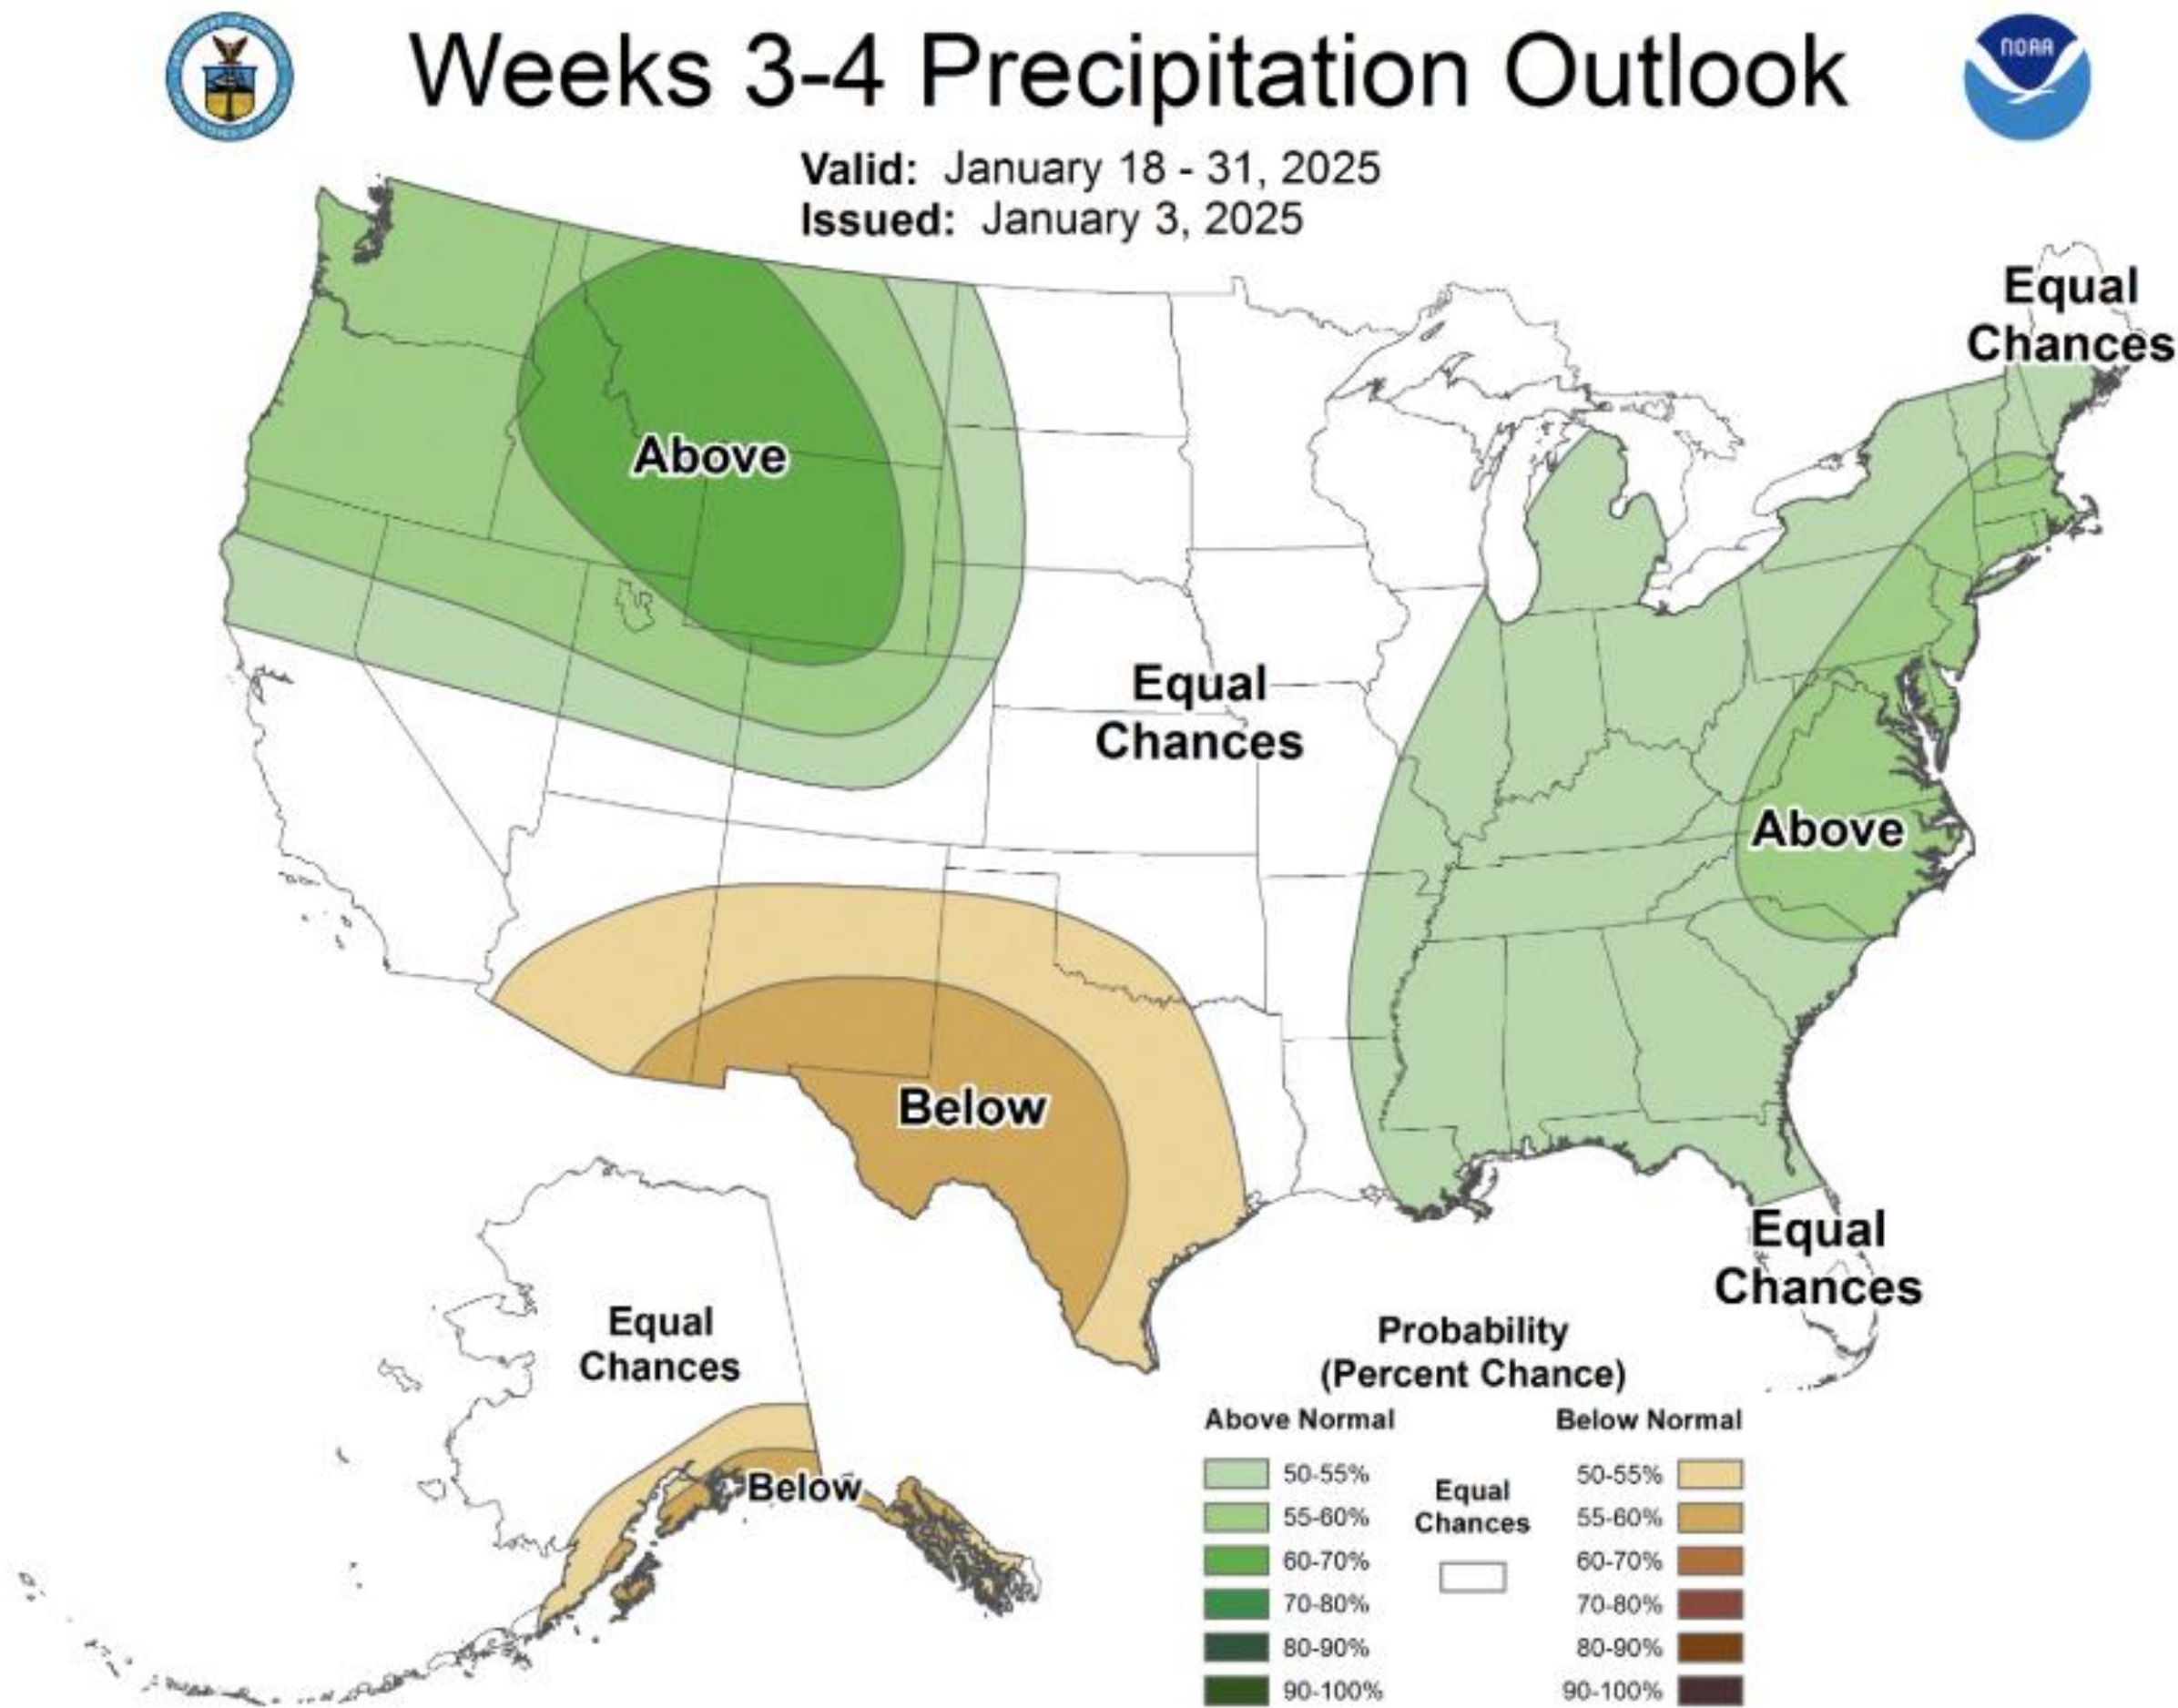 Weeks 3-4 Precipitation Outlook
NOAA
Valid: January 18 - 31, 2025
Issued: January 3, 2025
Equal
Chances
Above
Equal
Chances
Above
Below
Equal
Chances
Equal
Chances
Below
Probability
(Percent Chance)
Above Normal
Below Normal
50-55%
55-60%
60-70%
70-80%
80-90%
90-100%
Equal
Chances
50-55%
55-60%
60-70%
70-80%
80-90%
90-100%